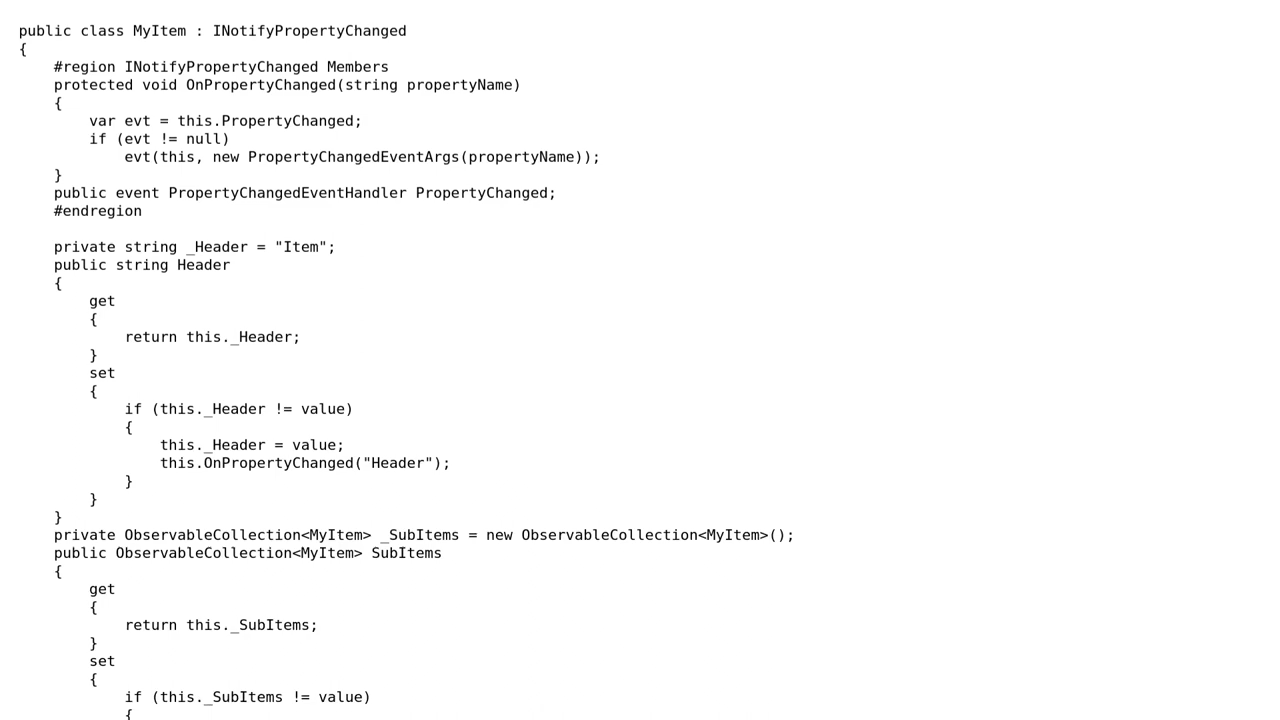 public class MyItem : INotifyPropertyChanged
{
    #region INotifyPropertyChanged Members
    protected void OnPropertyChanged(string propertyName)
    {
        var evt = this.PropertyChanged;
        if (evt != null)
            evt(this, new PropertyChangedEventArgs(propertyName));
    }
    public event PropertyChangedEventHandler PropertyChanged;
    #endregion

    private string _Header = "Item";
    public string Header
    {
        get
        {
            return this._Header;
        }
        set
        {
            if (this._Header != value)
            {
                this._Header = value;
                this.OnPropertyChanged("Header");
            }
        }
    }
    private ObservableCollection<MyItem> _SubItems = new ObservableCollection<MyItem>();
    public ObservableCollection<MyItem> SubItems
    {
        get
        {
            return this._SubItems;
        }
        set
        {
            if (this._SubItems != value)
            {